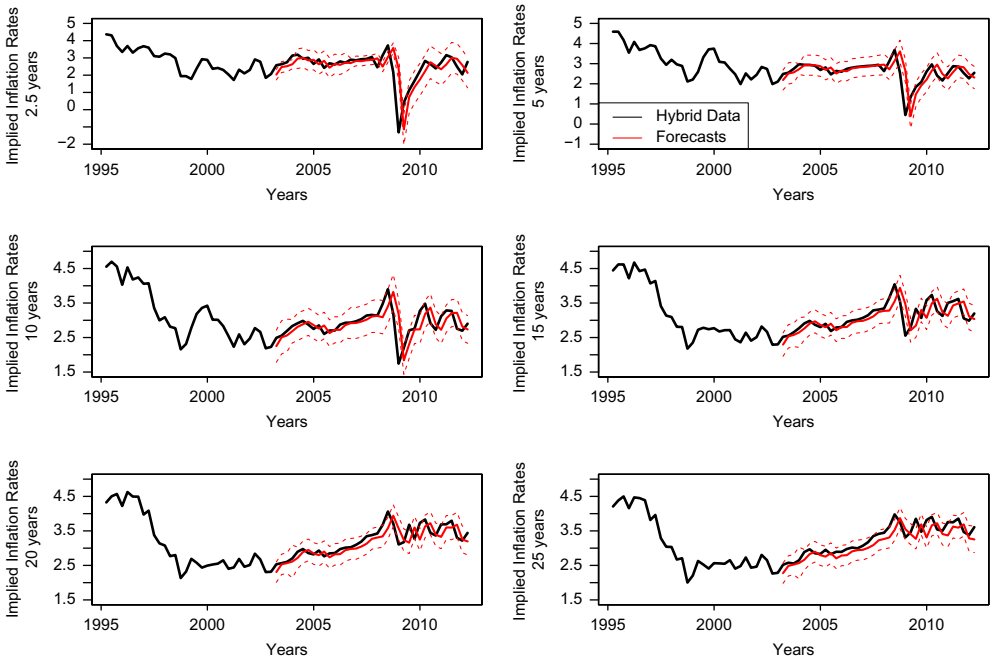 Implied Inflation Rates
2.5 years
5
4
3
2
1
0
−2
1995
2000
2005
2010
Years
Implied Inflation Rates
5 years
5
4
3
2
1
0
−1
1995
2000
2005
2010
Years
Hybrid Data
Forecasts
Implied Inflation Rates
10 years
4.5
3.5
2.5
1.5
1995
2000
2005
2010
Years
Implied Inflation Rates
15 years
4.5
3.5
2.5
1.5
1995
2000
2005
2010
Years
Implied Inflation Rates
20 years
4.5
3.5
2.5
1.5
1995
2000
2005
2010
Years
Implied Inflation Rates
25 years
4.5
3.5
2.5
1.5
1995
2000
2005
2010
Years